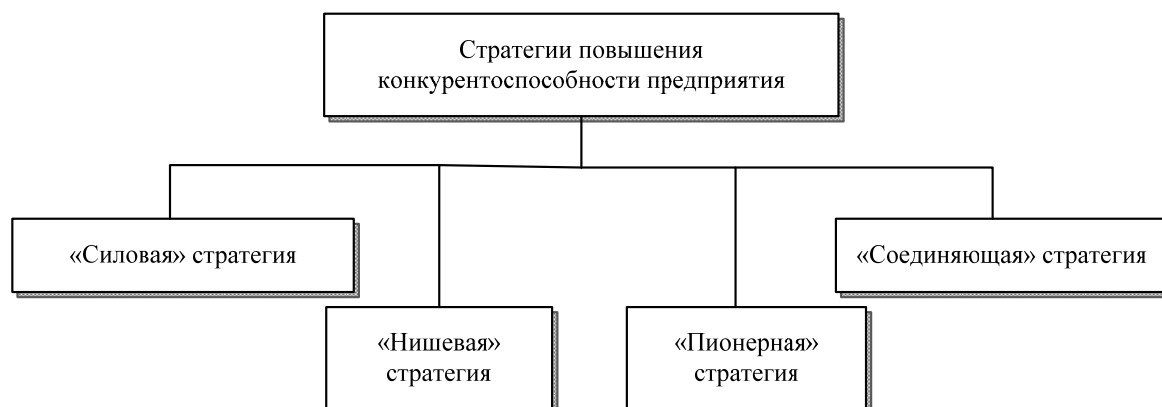 Стратегии повышения
конкурентоспособности предприятия
«Силовая» стратегия
«Соединяющая» стратегия
«Нишевая»
стратегия
«Пионерная»
стратегия